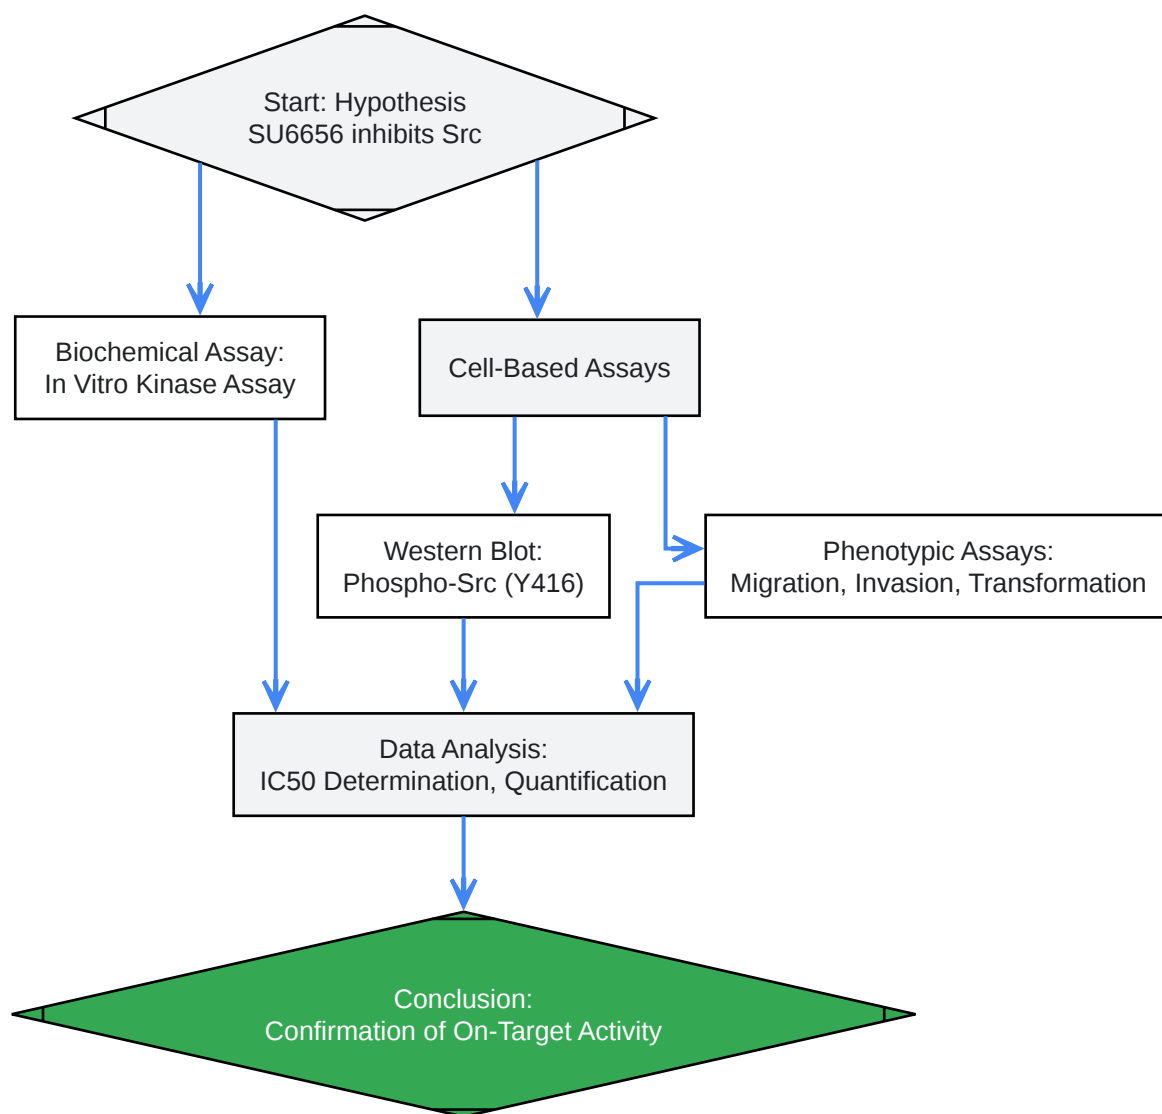 Start: Hypothesis
SU6656 inhibits Src
Biochemical Assay:
In Vitro Kinase Assay
Cell-Based Assays
Western Blot:
Phospho-Src (Y416)
Phenotypic Assays:
Migration, Invasion, Transformation
Data Analysis:
IC50 Determination, Quantification
Conclusion:
Confirmation of On-Target Activity